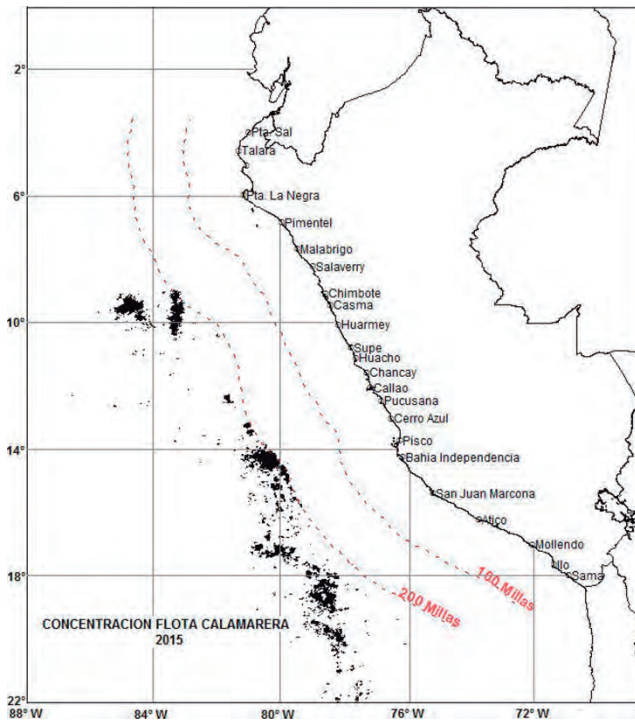 2°
Pta. Sal
Talara
6°
Pta. La Negra
Pimentel
Malabrigo
Salaverry
Chimbote
Casma
10°
Huarmey
Supe
Huacho
Chancay
Callao
Pucusana
Cerro Azul
14°
Pisco
Bahia Independencia
San Juan Marcona
Atico
Mollendo
Ilo
Sama
18°
100 Millas
200 Millas
CONCENTRACION FLOTA CALAMARERA
2015
22°
88°W 84°W 80°W 76°W 72°W